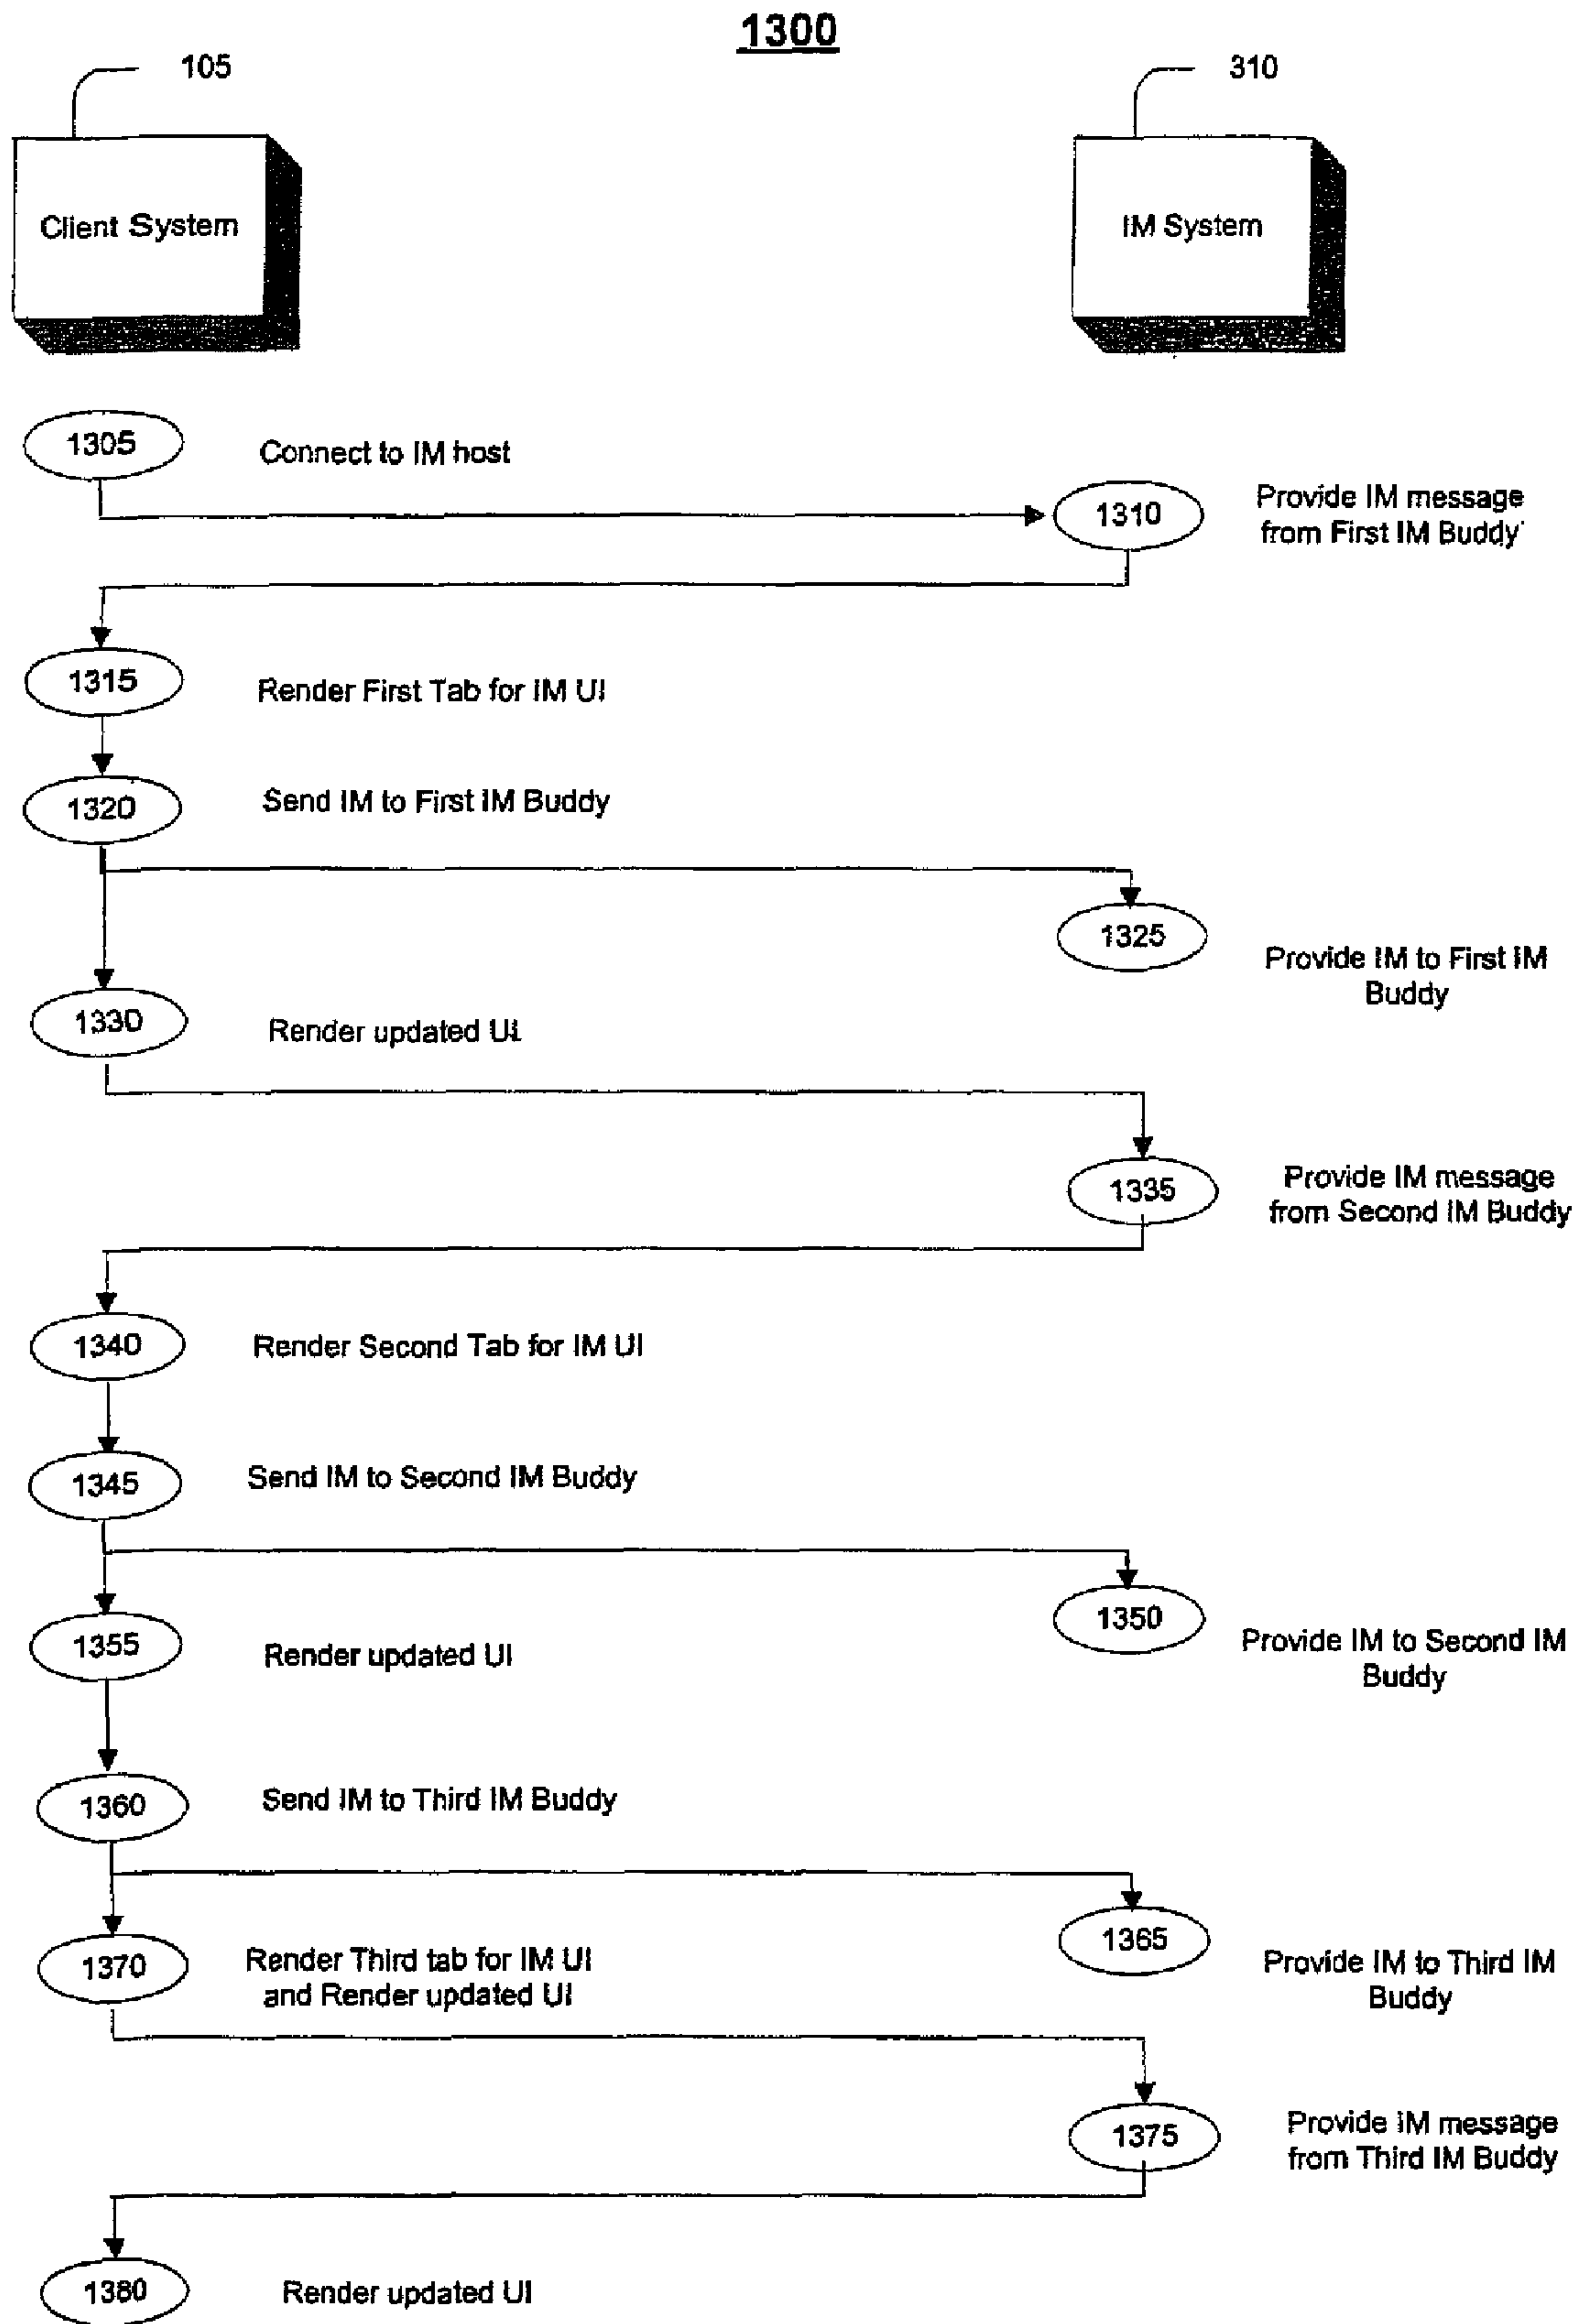 1300
105
310
Client System
IM System
1305
Connect to IM host
1310
Provide IM message
from First IM Buddy
1315
Render First Tab for IM UI
1320
Send IM to First IM Buddy
1325
Provide IM to First IM
Buddy
1330
Render updated UI
1335
Provide IM message
from Second IM Buddy
1340
Render Second Tab for IM UI
1345
Send IM to Second IM Buddy
1350
Provide IM to Second IM
Buddy
1355
Render updated UI
1360
Send IM to Third IM Buddy
1365
Provide IM to Third IM
Buddy
1370
Render Third tab for IM UI
and Render updated UI
1375
Provide IM message
from Third IM Buddy
1380
Render updated UI